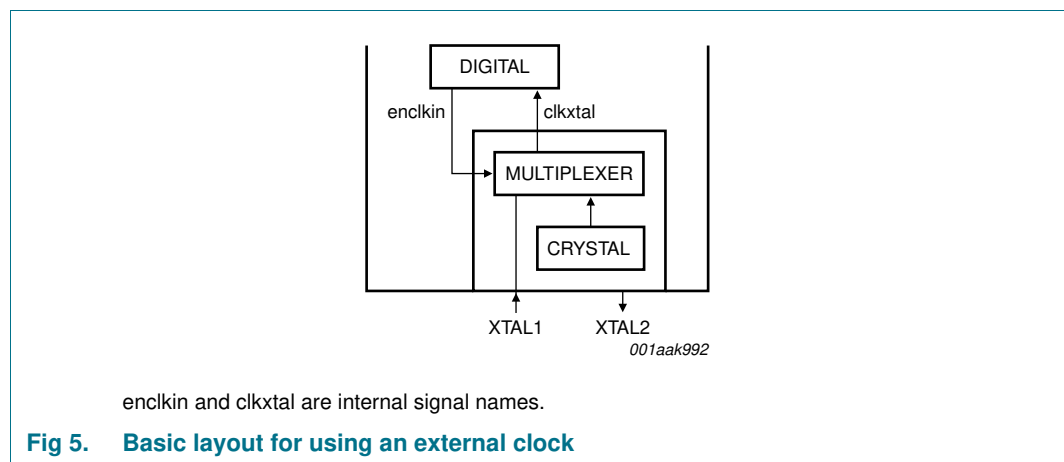 DIGITAL
enclkin
clkxtal
MULTIPLEXER
CRYSTAL
XTAL1
XTAL2
001aak992
enclkin and clkxtal are internal signal names.
Fig 5. Basic layout for using an external clock